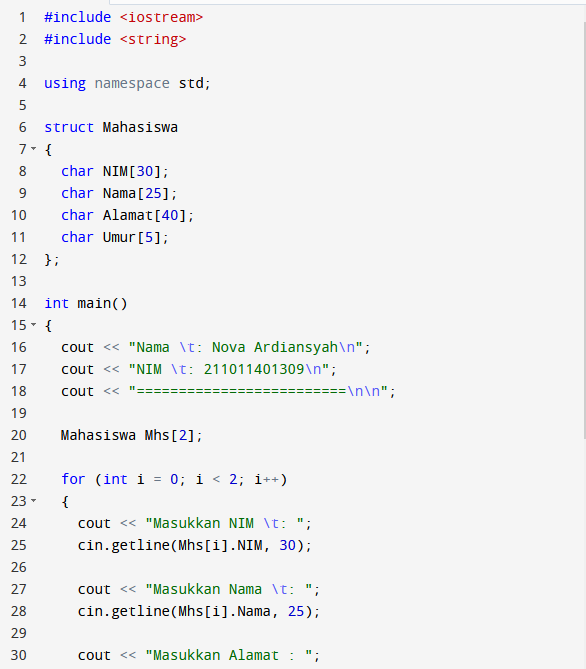 1 #include <iostream>
2 #include <string>
3
4 using namespace std;
5
6 struct Mahasiswa
7 {
8 char NIM[30];
9 char Nama[25];
10 char Alamat[40];
11 char Umur[5];
12 };
13
14 int main()
15 {
16 cout << "Nama \t: Nova Ardiansyah\n";
17 cout << "NIM \t: 211011401309\n";
18 cout << "=========================\n\n";
19
20 Mahasiswa Mhs[2];
21
22 for (int i = 0; i < 2; i++)
23 {
24 cout << "Masukkan NIM \t: ";
25 cin.getline(Mhs[i].NIM, 30);
26
27 cout << "Masukkan Nama \t: ";
28 cin.getline(Mhs[i].Nama, 25);
29
30 cout << "Masukkan Alamat : ";